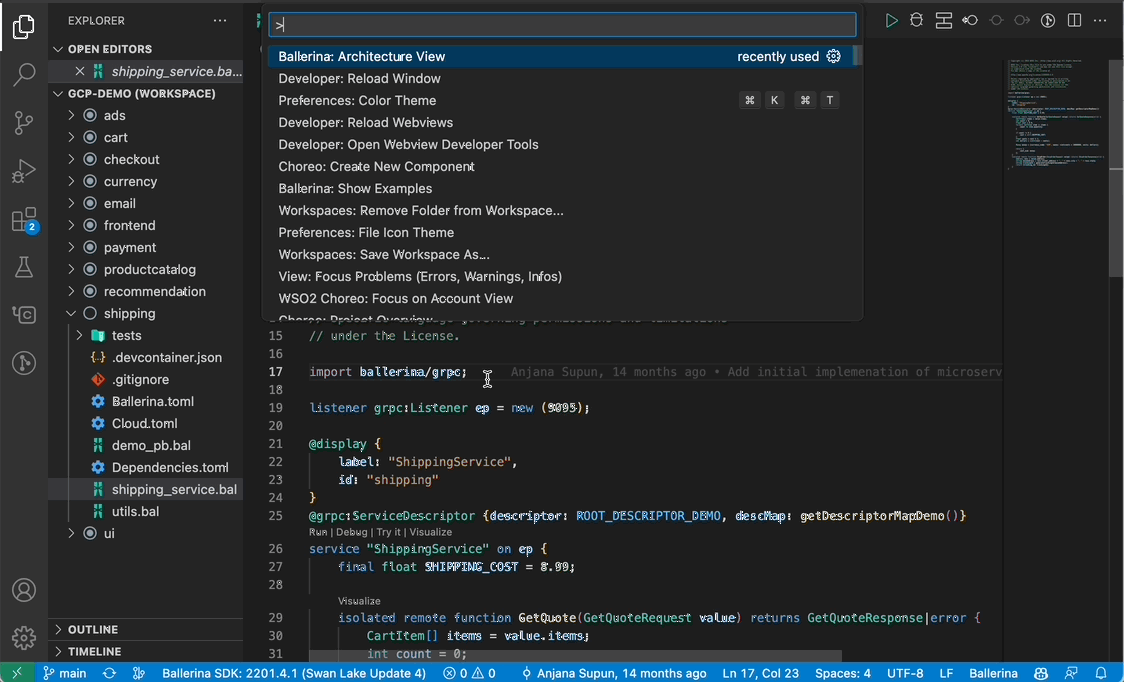 EXPLORER
OPEN EDITORS
shipping_service.ba...
GCP-DEMO (WORKSPACE)
ads
cart
checkout
currency
email
frontend
payment
productcatalog
recommendation
shipping
tests
.devcontainer.json
.gitignore
Ballerina.toml
Cloud.toml
demo_pb.bal
Dependencies.toml
shipping_service.bal
utils.bal
ui
OUTLINE
TIMELINE
2
>
Ballerina: Architecture View recently used
Developer: Reload Window
Preferences: Color Theme ⌘ K ⌘ T
Developer: Reload Webviews
Developer: Open Webview Developer Tools
Choreo: Create New Component
Ballerina: Show Examples
Workspaces: Remove Folder from Workspace...
Preferences: File Icon Theme
Workspaces: Save Workspace As...
View: Focus Problems (Errors, Warnings, Infos)
WSO2 Choreo: Focus on Account View
Choreo: Project Overview
15 // under the License.
16
17 import ballerina/grpc; Anjana Supun, 14 months ago • Add initial implemenation of microserv
18
19 listener grpc:Listener ep = new (9095);
20
21 @display {
22 label: "ShippingService",
23 id: "shipping"
24 }
25 @grpc:ServiceDescriptor {descriptor: ROOT_DESCRIPTOR_DEMO, descMap: getDescriptorMapDemo()}
Run | Debug | Try it | Visualize
26 service "ShippingService" on ep {
27 final float SHIPPING_COST = 8.99;
28
Visualize
29 isolated remote function GetQuote(GetQuoteRequest value) returns GetQuoteResponse|error {
30 CartItem[] items = value.items;
31 int count = 0;
main Ballerina SDK: 2201.4.1 (Swan Lake Update 4) 0 0 Anjana Supun, 14 months ago Ln 17, Col 23 Spaces: 4 UTF-8 LF Ballerina